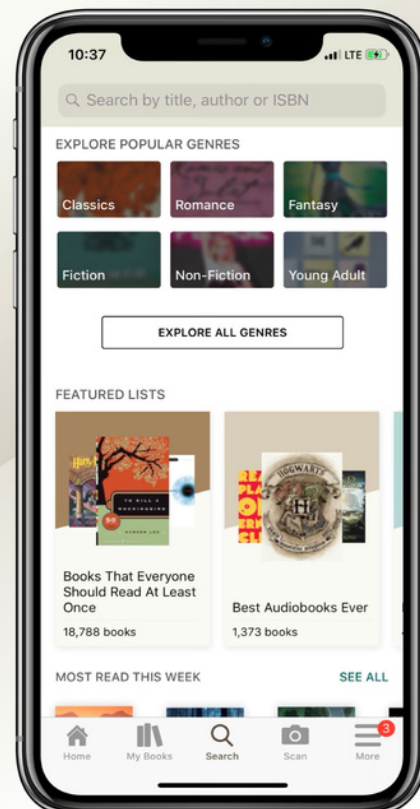 10:37
LTE
Search by title, author or ISBN
EXPLORE POPULAR GENRES
Classics
Romance
Fantasy
Fiction
Non-Fiction
Young Adult
EXPLORE ALL GENRES
FEATURED LISTS
TO KILL A
MOCKINGBIRD
50
HARPER LEE
HOGWARTS
H
Books That Everyone
Should Read At Least
Once
18,788 books
Best Audiobooks Ever
1,373 books
MOST READ THIS WEEK
SEE ALL
Home
My Books
Search
Scan
More
3